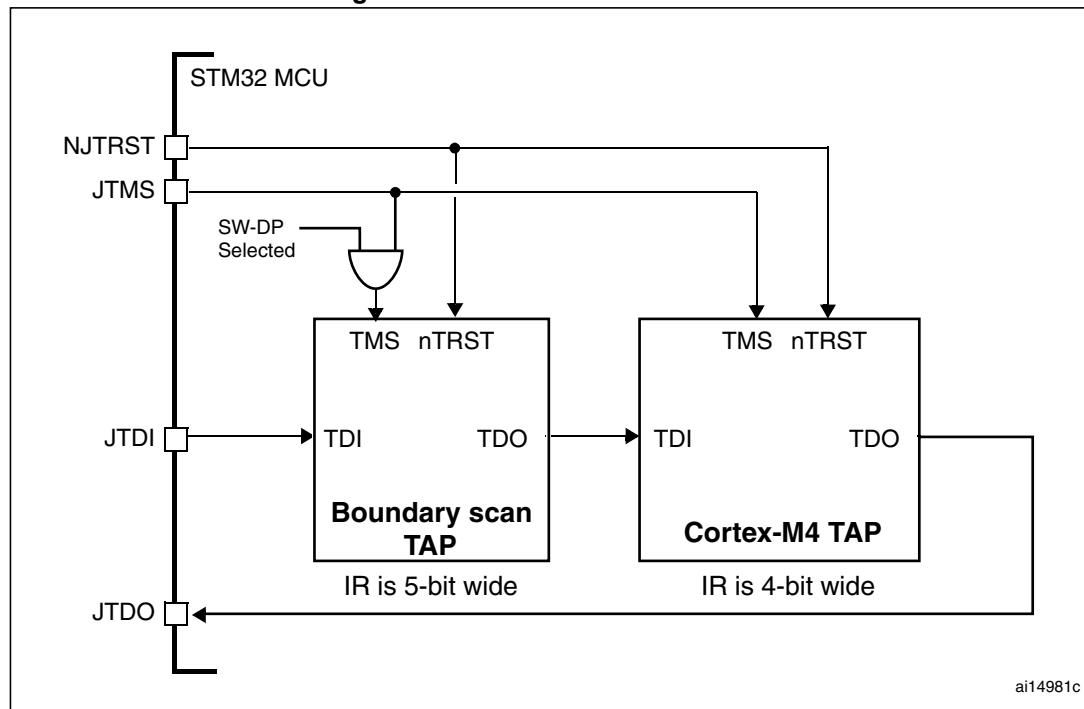 STM32 MCU
NJTRST
JTMS
SW-DP
Selected
TMS nTRST
TMS nTRST
JTDI
TDI
TDO
TDI
TDO
Boundary scan
TAP
Cortex-M4 TAP
IR is 5-bit wide
IR is 4-bit wide
JTDO
ai14981c